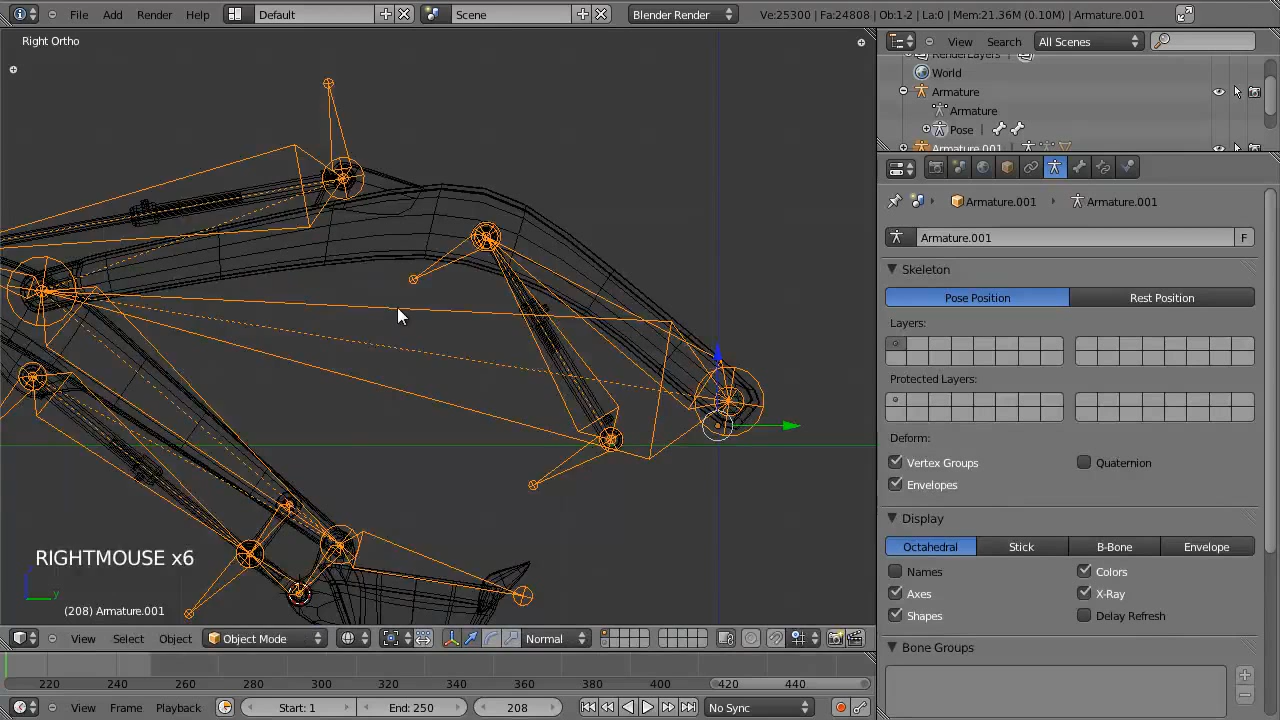 File Add Render Help Default Scene Blender Render Ve:25300 | Fa:24808 | Ob:1-2 | La:0 | Mem:21.36M (0.10M) | Armature.001
Right Ortho
View Search All Scenes
RenderLayers |
World
Armature
Armature
Pose |
Armature.001 |
Armature.001 Armature.001
Armature.001 F
Skeleton
Pose Position Rest Position
Layers:
Protected Layers:
Deform:
Vertex Groups Quaternion
Envelopes
Display
Octahedral Stick B-Bone Envelope
Names Colors
Axes X-Ray
Shapes Delay Refresh
Bone Groups
RIGHTMOUSE x6
z
y
(208) Armature.001
View Select Object Object Mode Normal
220 240 260 280 300 320 340 360 380 400 420 440
View Frame Playback Start: 1 End: 250 208 No Sync